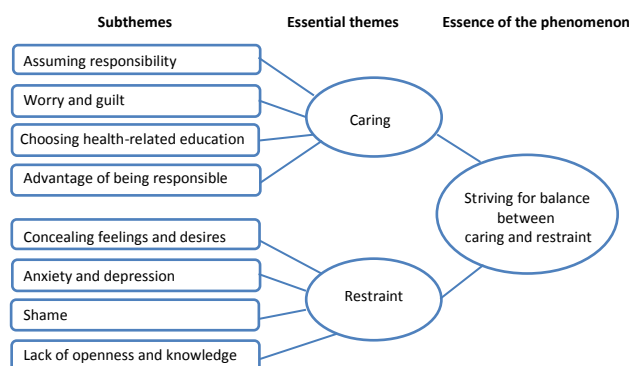 Subthemes
Essential themes
Essence of the phenomenon
Assuming responsibility
Worry and guilt
Choosing health-related education
Advantage of being responsible
Caring
Concealing feelings and desires
Anxiety and depression
Shame
Lack of openness and knowledge
Restraint
Striving for balance
between
caring and restraint